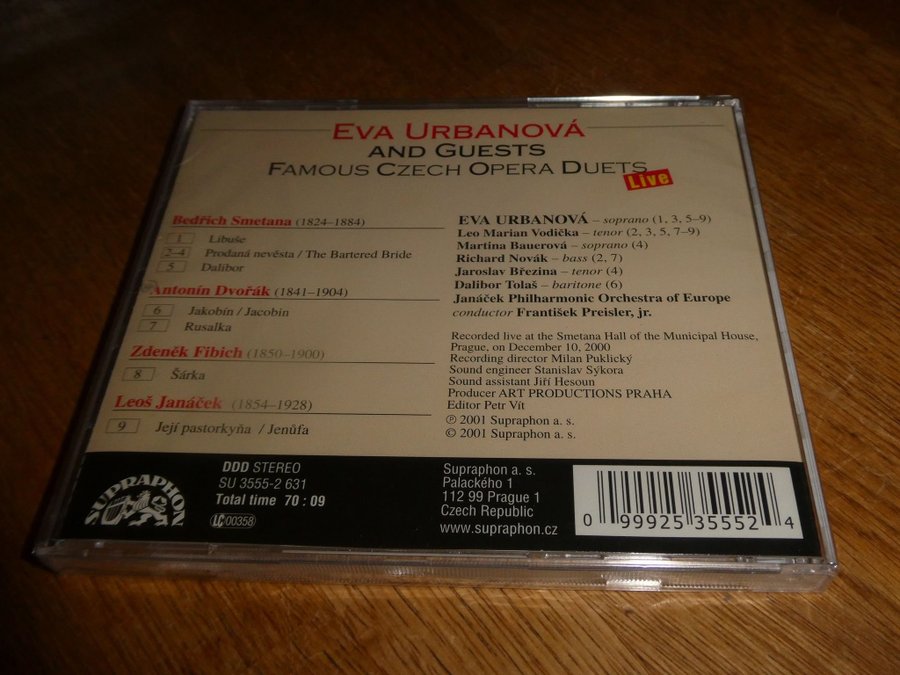 EVA URBANOVÁ
AND GUESTS
FAMOUS CZECH OPERA DUETS
Live
Bedřich Smetana (1824–1884)
1 Libuše
2–4 Prodaná nevěsta / The Bartered Bride
5 Dalibor
Antonín Dvořák (1841–1904)
6 Jakobín / Jacobin
7 Rusalka
Zdeněk Fibich (1850–1900)
8 Šárka
Leoš Janáček (1854–1928)
9 Její pastorkyňa / Jenůfa
EVA URBANOVÁ – soprano (1, 3, 5–9)
Leo Marian Vodička – tenor (2, 3, 5, 7–9)
Martina Bauerová – soprano (4)
Richard Novák – bass (2, 7)
Jaroslav Březina – tenor (4)
Dalibor Tolaš – baritone (6)
Janáček Philharmonic Orchestra of Europe
conductor František Preisler, jr.
Recorded live at the Smetana Hall of the Municipal House,
Prague, on December 10, 2000
Recording director Milan Puklický
Sound engineer Stanislav Sýkora
Sound assistant Jiří Hesoun
Producer ART PRODUCTIONS PRAHA
Editor Petr Vít
℗ 2001 Supraphon a. s.
© 2001 Supraphon a. s.
SUPRAPHON
DDD STEREO
SU 3555-2 631
Total time 70 : 09
LC 00358
Supraphon a. s.
Palackého 1
112 99 Prague 1
Czech Republic
www.supraphon.cz
0 99925 35552 4